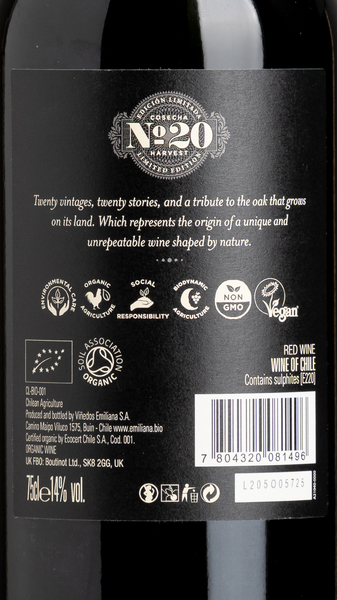 EDICIÓN LIMITADA
COSECHA
Nº20
HARVEST
LIMITED EDITION
Twenty vintages, twenty stories, and a tribute to the oak that grows
on its land. Which represents the origin of a unique and
unrepeatable wine shaped by nature.
ENVIRONMENTAL CARE
ORGANIC AGRICULTURE
SOCIAL RESPONSIBILITY
BIODYNAMIC AGRICULTURE
NON
GMO
Vegan
SOIL ASSOCIATION
ORGANIC
RED WINE
WINE OF CHILE
Contains sulphites [E220]
CL-BIO-001
Chilean Agriculture
Produced and bottled by Viñedos Emiliana S.A.
Camino Maipo Viluco 1575, Buin - Chile www.emiliana.bio
Certified organic by Ecocert Chile S.A., Cod. 001.
ORGANIC WINE
UK FBO: Boutinot Ltd., SK8 2GG, UK
75cle14% vol.
7 804320 081496
L205005725